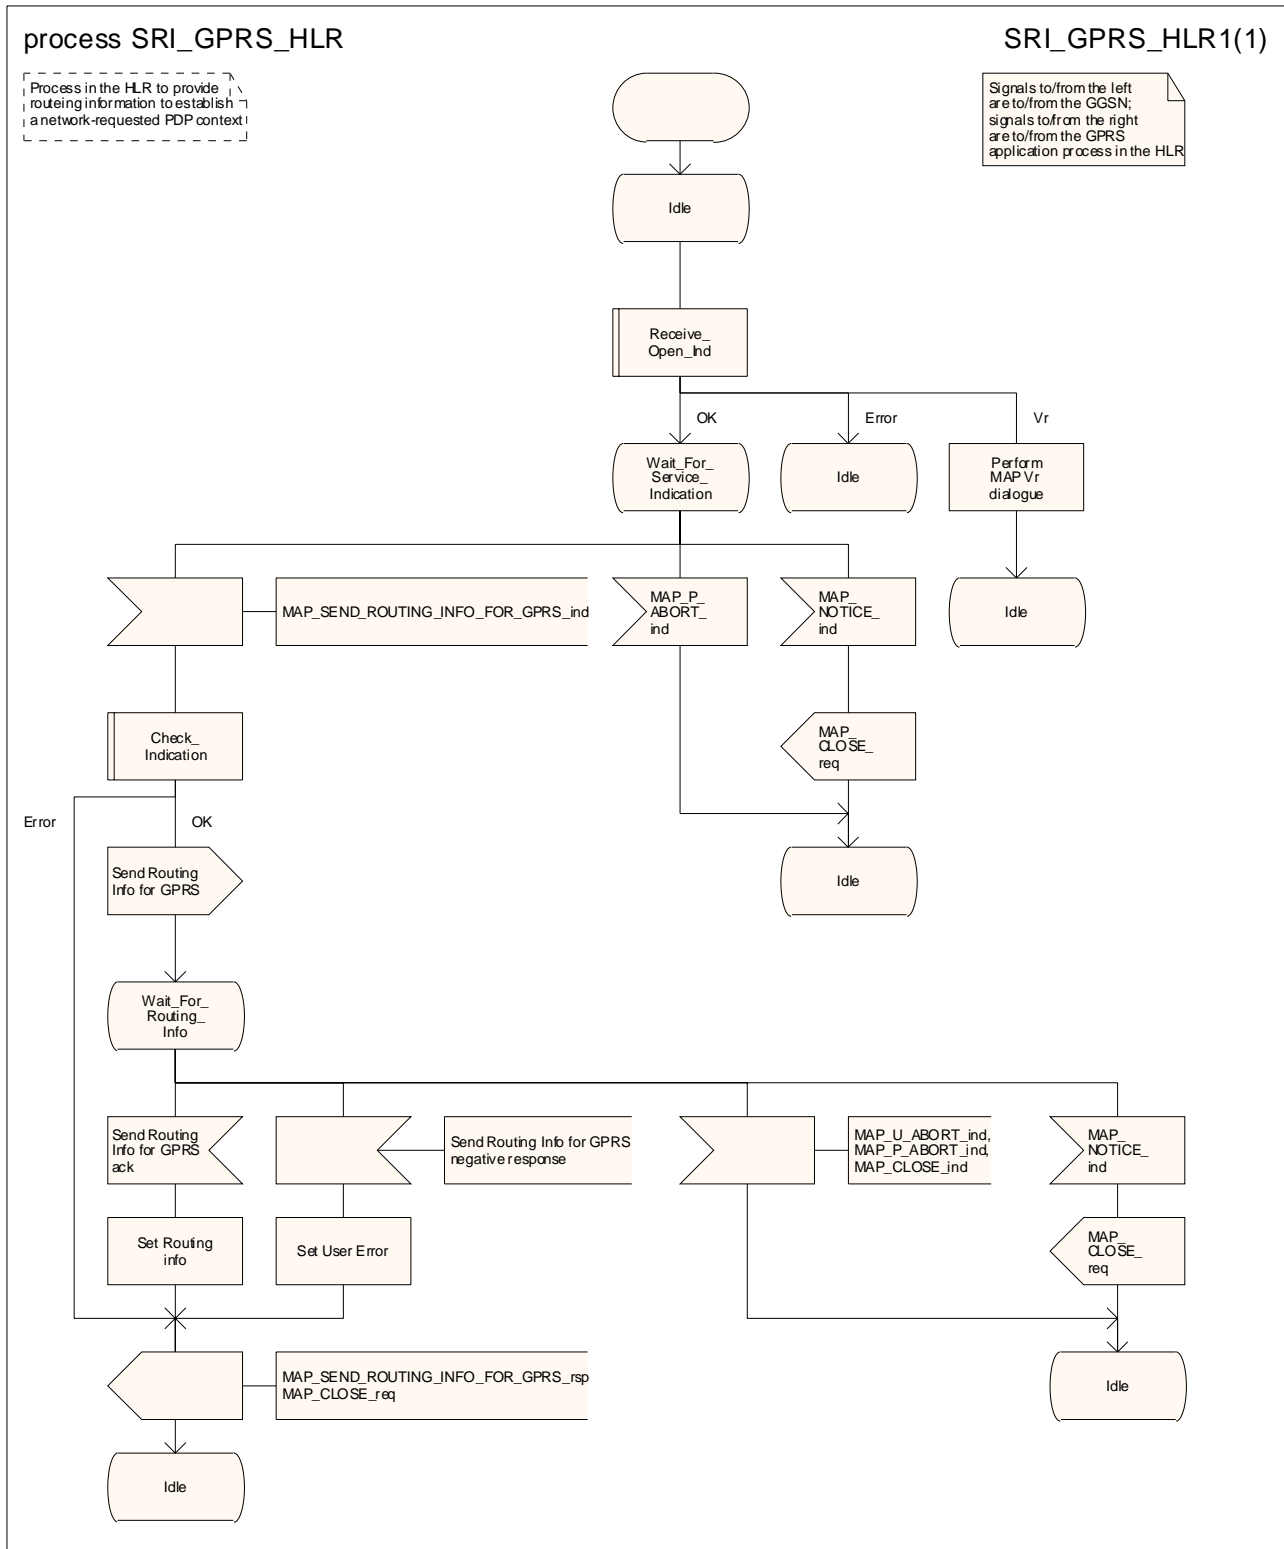 process SRI_GPRS_HLR
SRI_GPRS_HLR1(1)
Process in the HLR to provide
routeing information to establish
a network-requested PDP context
Signals to/from the left
are to/from the GGSN;
signals to/from the right
are to/from the GPRS
application process in the HLR
Idle
Receive_
Open_Ind
OK
Error
Vr
Wait_For_
Service_
Indication
Idle
Perform
MAP Vr
dialogue
MAP_SEND_ROUTING_INFO_FOR_GPRS_ind
MAP_P_
ABORT_
ind
MAP_
NOTICE_
ind
Idle
Check_
Indication
MAP_
CLOSE_
req
Error
OK
Send Routing
Info for GPRS
Idle
Wait_For_
Routing_
Info
Send Routing
Info for GPRS
ack
Send Routing Info for GPRS
negative response
MAP_U_ABORT_ind,
MAP_P_ABORT_ind,
MAP_CLOSE_ind
MAP_
NOTICE_
ind
Set Routing
info
Set User Error
MAP_
CLOSE_
req
MAP_SEND_ROUTING_INFO_FOR_GPRS_rsp
MAP_CLOSE_req
Idle
Idle